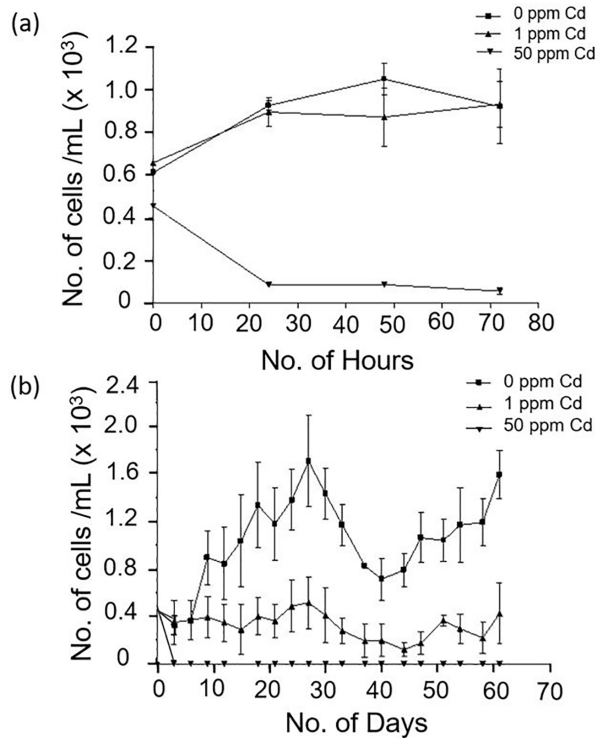 (a)
0 ppm Cd
1 ppm Cd
50 ppm Cd
No. of cells /mL (x 10³)
1.2
1.0
0.8
0.6
0.4
0.2
0
0 10 20 30 40 50 60 70 80
No. of Hours
(b)
0 ppm Cd
1 ppm Cd
50 ppm Cd
No. of cells /mL (x 10³)
2.4
2.0
1.6
1.2
0.8
0.4
0
0 10 20 30 40 50 60 70
No. of Days